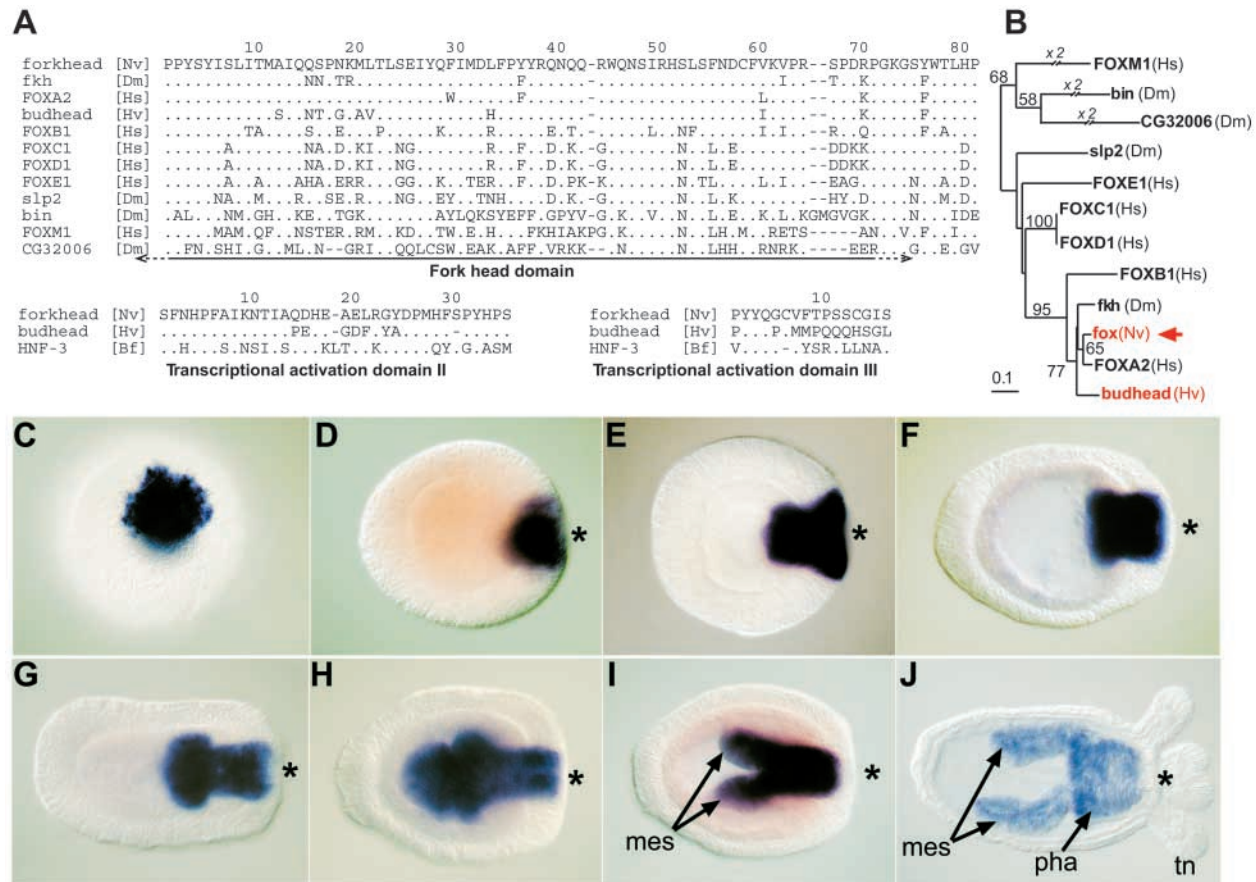 A
10 20 30 40 50 60 70 80
forkhead [Nv] PPYSYISLITMAIQQSPNKMLTLSEIYQFIMDLFPYYRQNQQ-RWQNSIRHSLSFNDCFVKVPR--SPDRPGKGSYWTLHP
fkh [Dm] ..............NN.TR................F......-...................I....T..K.....F....
FOXA2 [Hs] ............................W......F......-.................L.........K.....F....
budhead [Hv] ...........S..NT.G.AV...........H.........-.................I.........R.....F....
FOXB1 [Hs] ........TA....S...E..P.....K.....R..K..E.T.-......L..NF......I....R..Q......F.A..
FOXC1 [Hs] ......A.......NA.D.KI..NG.......R..F..D.K.-G.......N..L.E........DDKK.........D.
FOXD1 [Hs] ......A.......NA.D.KI..NG.......R..F..D.K.-G.......N..L.E........DDKK.........D.
FOXE1 [Hs] ......A..A...AHA.ERR...GG..K..TER..F..D.PK-K.......N..TL....L.I...EAG....N...A..D.
slp2 [Dm] .....NA..M....R..SER...NG..EY..TNH...D.K.-G.......N..L.E........DDKK.......A.D.
bin [Dm] .AL...NM..GH..KE..TGK.......AYLQKSYEFF.GPYV-G.K...V...N...L..I...LKGMGVGK....N..IDE
FOXM1 [Hs] .....MAM.QF..NSTER.RM...KD..TW.E.H...FKHIAKPG.K.......N...LH.M..RETS-----AV.F..I..
CG32006 [Dm] ..FN.SHI.G...ML.N--GRI..QQLCSW.EAK.AFF.VRKK--N......N...LH...RNRK.----EER...G..E.GV
Fork head domain
10 20 30
forkhead [Nv] SFNHPFAIKNTIAQDHE-AELRGYDPMHFSPYHPS
budhead [Hv] .............PE...-GDF.YA..........
HNF-3 [Bf] ..H...S.NSI.S...KLT..K.....QY.G.ASM
Transcriptional activation domain II
10
forkhead [Nv] PYYQGCVFTPSSCGIS
budhead [Hv] P....P.MMPQQQHSGL
HNF-3 [Bf] V....-.YSR.LLNA.
Transcriptional activation domain III
B
x 2
FOXM1(Hs)
68
x 2
bin (Dm)
58
x 2
CG32006 (Dm)
slp2 (Dm)
FOXE1(Hs)
FOXC1(Hs)
100
FOXD1(Hs)
FOXB1(Hs)
95
fkh (Dm)
fox(Nv)
65
FOXA2(Hs)
77
0.1
budhead(Hv)
C
D
*
E
*
F
*
G
*
H
*
I
*
mes
J
*
mes
pha
tn